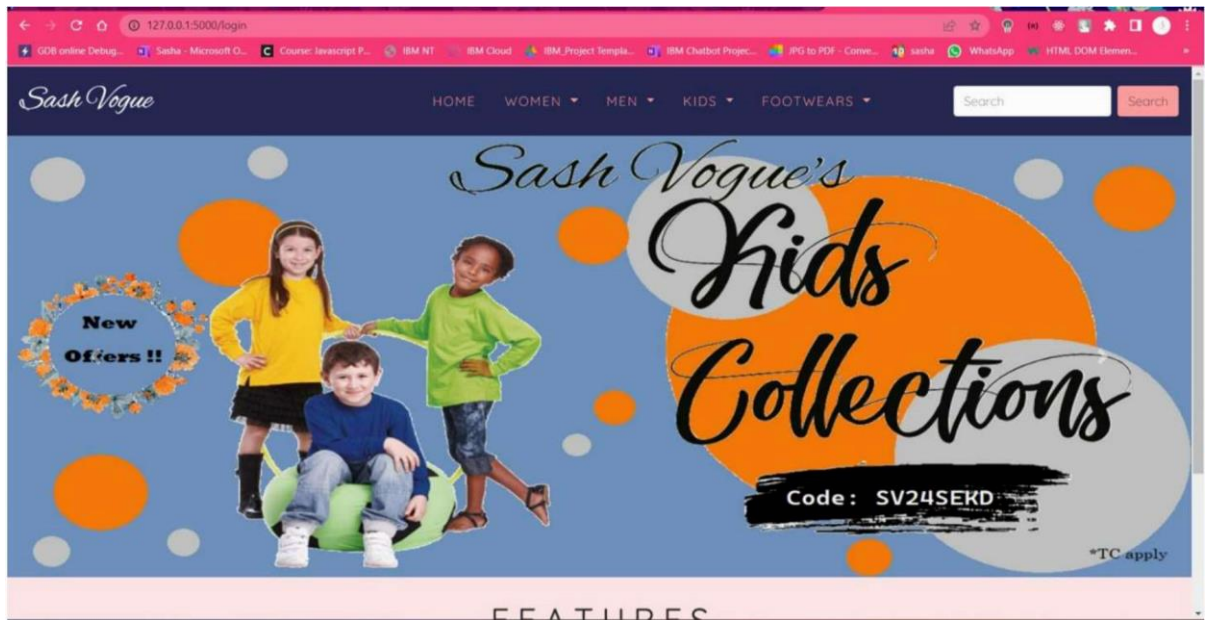 127.0.0.1:5000/login
GDB online Debug... Sasha - Microsoft O... Course: Javascript P... IBM NT IBM Cloud IBM_Project Templa... IBM Chatbot Projec... JPG to PDF - Conve... sasha WhatsApp HTML DOM Elemen... »
Sash Vogue HOME WOMEN MEN KIDS FOOTWEARS Search Search
Sash Vogue's
Kids
Collections
New
Offers !!
Code: SV24SEKD
*TC apply
FEATURES